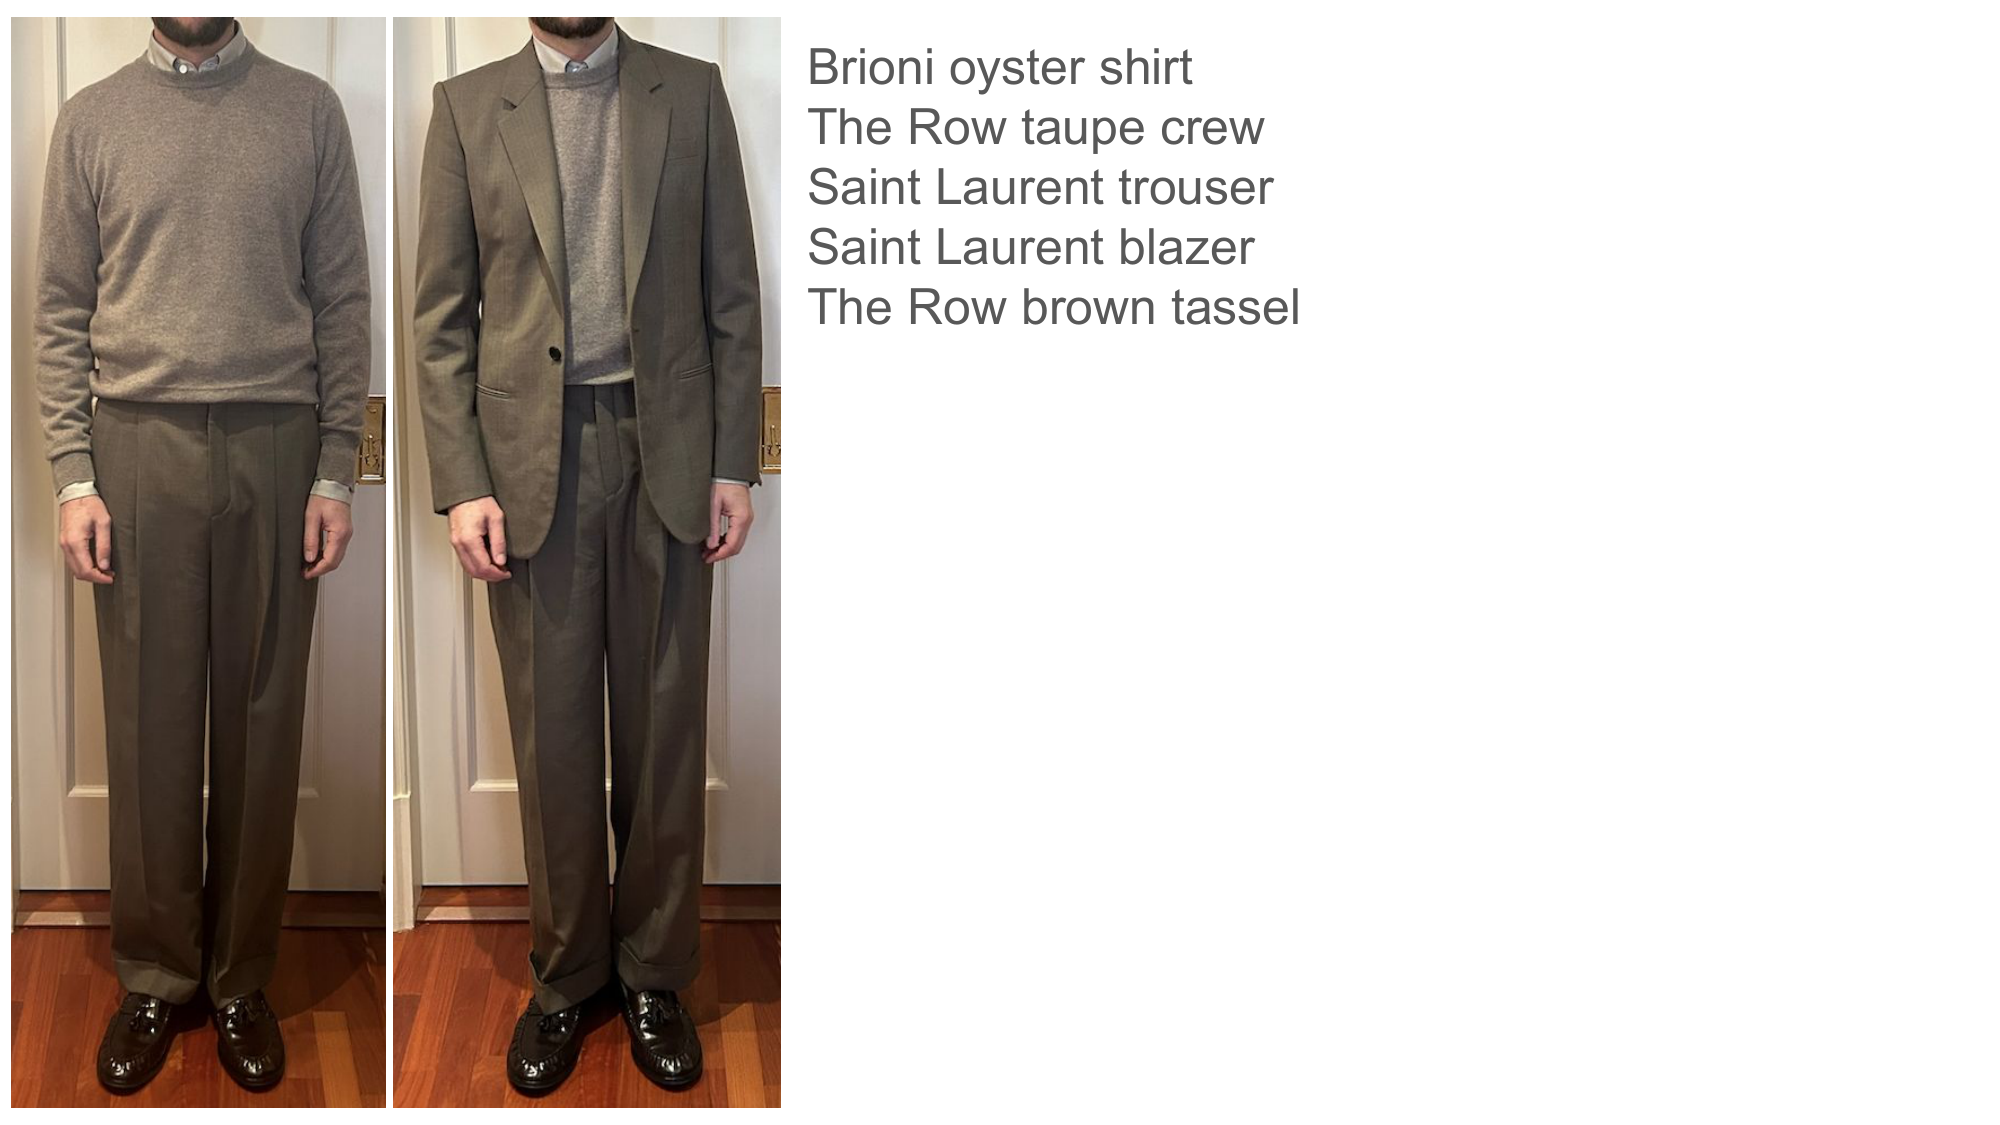 Brioni oyster shirt
The Row taupe crew
Saint Laurent trouser
Saint Laurent blazer
The Row brown tassel